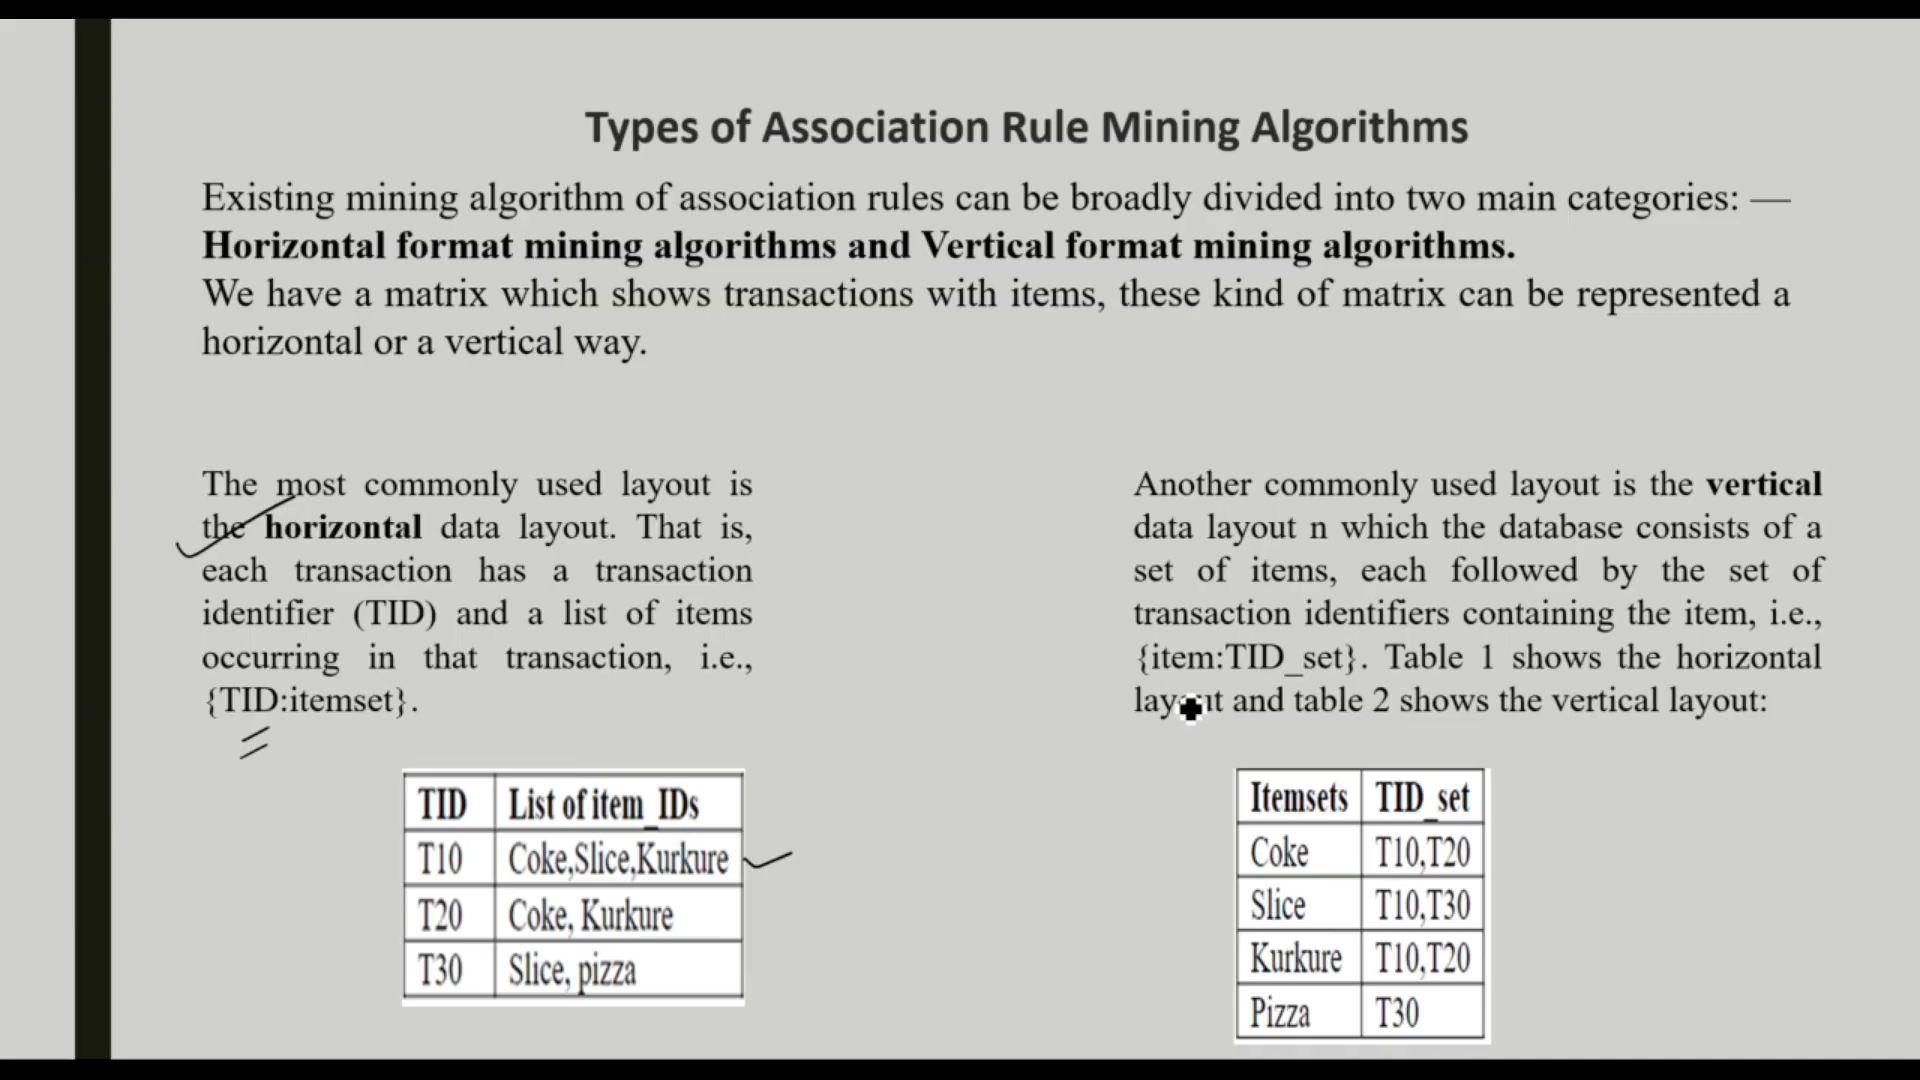 Types of Association Rule Mining Algorithms
Existing mining algorithm of association rules can be broadly divided into two main categories: —
Horizontal format mining algorithms and Vertical format mining algorithms.
We have a matrix which shows transactions with items, these kind of matrix can be represented a
horizontal or a vertical way.
The most commonly used layout is
the horizontal data layout. That is,
each transaction has a transaction
identifier (TID) and a list of items
occurring in that transaction, i.e.,
{TID:itemset}.
TID List of item_IDs
T10 Coke,Slice,Kurkure
T20 Coke, Kurkure
T30 Slice, pizza
Another commonly used layout is the vertical
data layout n which the database consists of a
set of items, each followed by the set of
transaction identifiers containing the item, i.e.,
{item:TID_set}. Table 1 shows the horizontal
layout and table 2 shows the vertical layout:
Itemsets TID_set
Coke T10,T20
Slice T10,T30
Kurkure T10,T20
Pizza T30